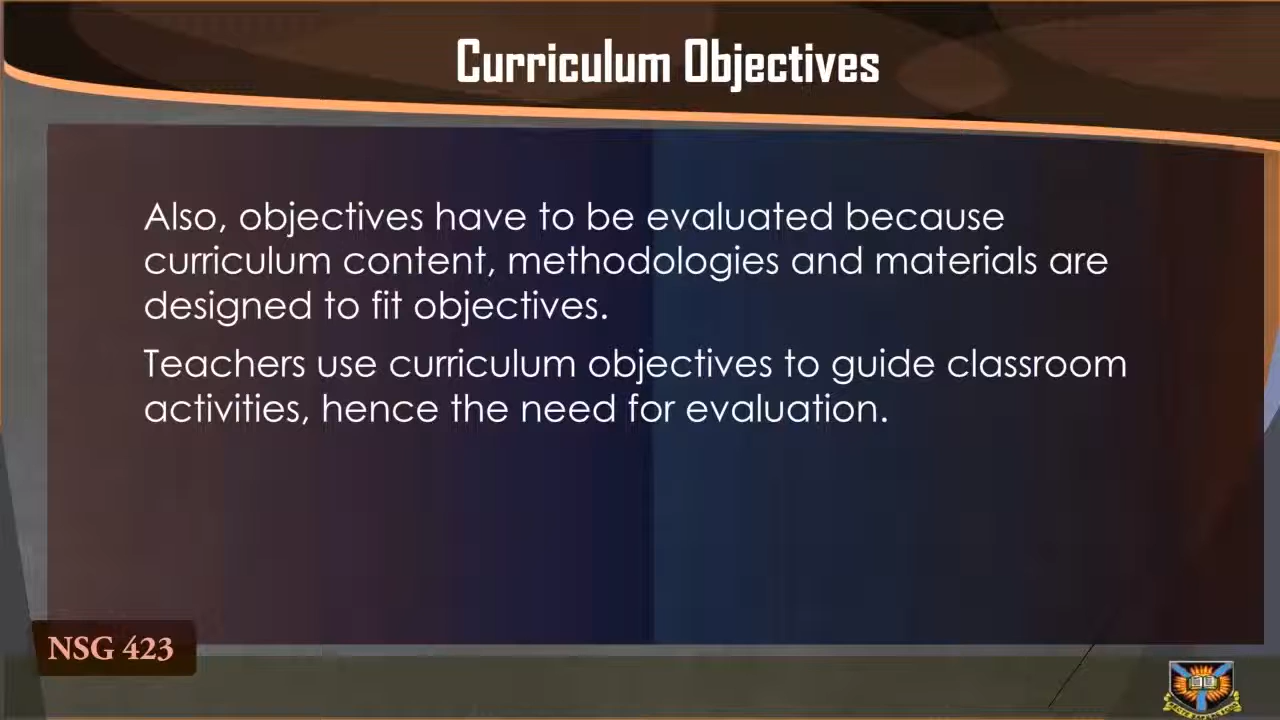 Curriculum Objectives
Also, objectives have to be evaluated because
curriculum content, methodologies and materials are
designed to fit objectives.
Teachers use curriculum objectives to guide classroom
activities, hence the need for evaluation.
NSG 423